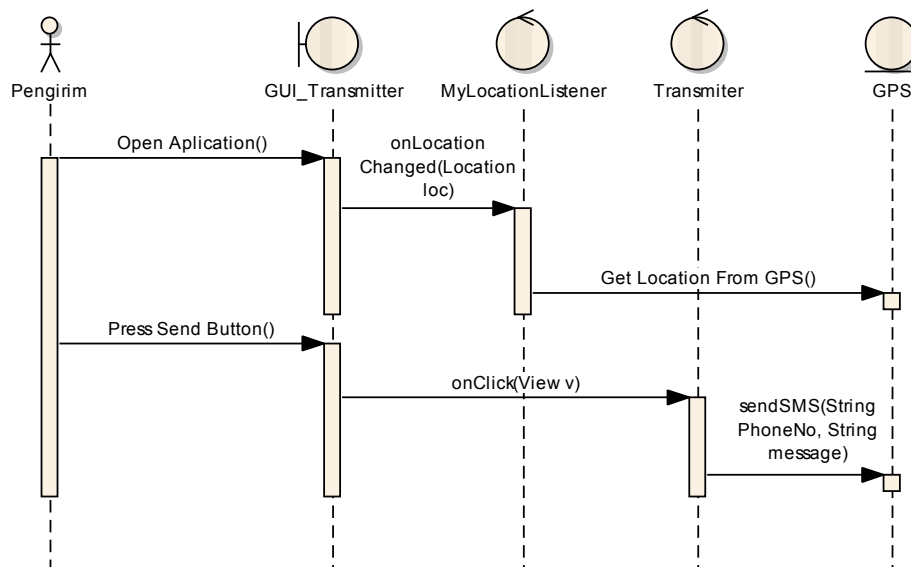 Pengirim
GUI_Transmitter
MyLocationListener
Transmiter
GPS
Open Aplication()
onLocation
Changed(Location
loc)
Get Location From GPS()
Press Send Button()
onClick(View v)
sendSMS(String
PhoneNo, String
message)